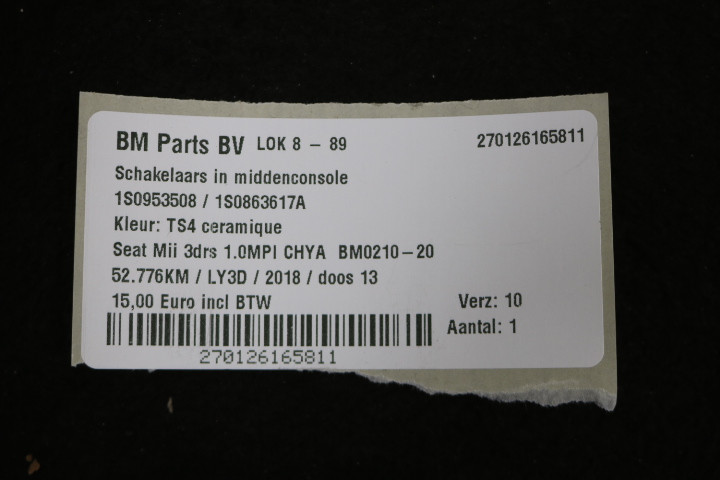 BM Parts BV LOK 8 - 89 270126165811
Schakelaars in middenconsole
1S0953508 / 1S0863617A
Kleur: TS4 ceramique
Seat Mii 3drs 1.0MPI CHYA BM0210-20
52.776KM / LY3D / 2018 / doos 13
15,00 Euro incl BTW Verz: 10
Aantal: 1
270126165811